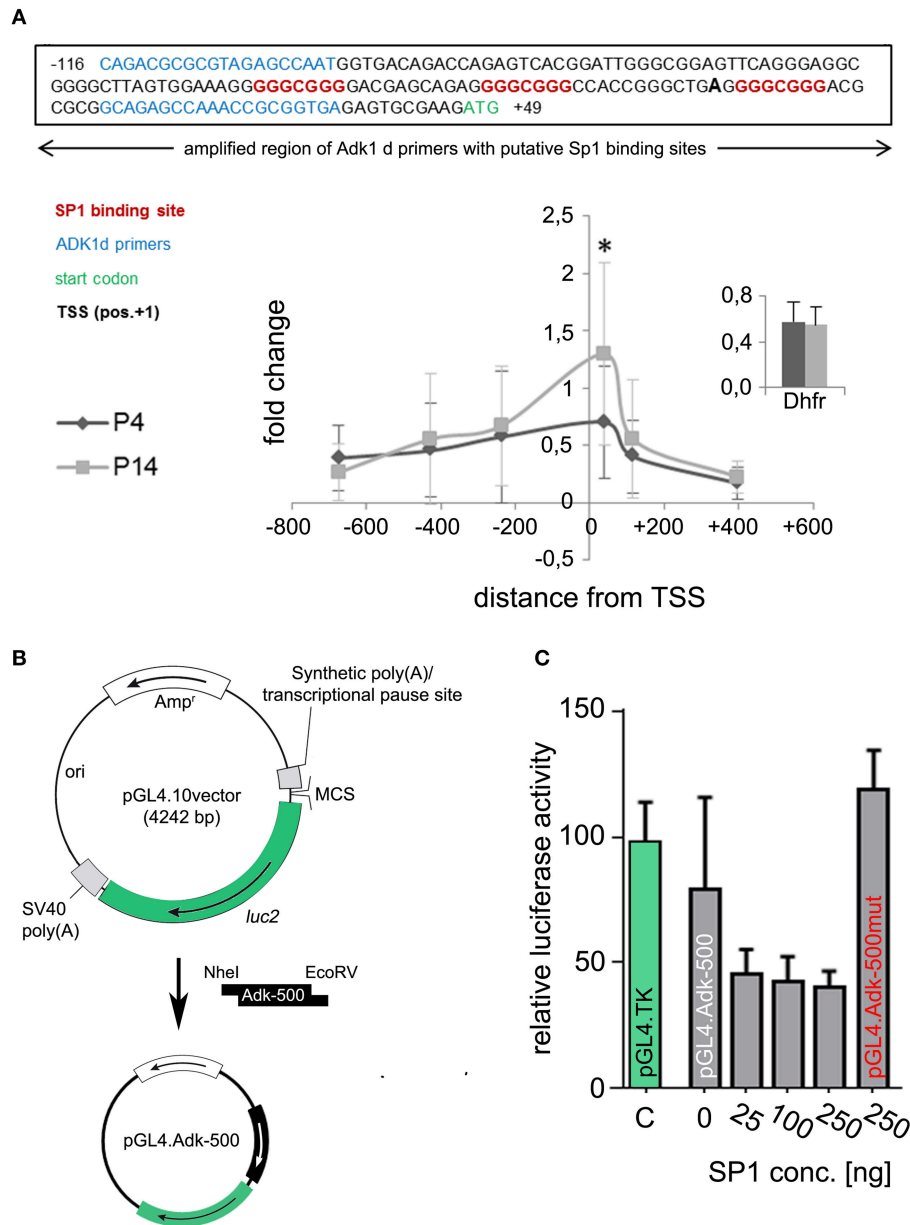 A
-116 CAGACGCGCGTAGAGCCAATGGTGACAGACCAGAGTCACGGATTGGGCGGAGTTCAGGGAGGC
GGGGCTTAGTGGAAAGGGGGCGGGGACGAGCAGAGGGGCGGGCCACCGGGCTGAGGGGCGGGACG
CGCGGGCAGAGCCAAACCGCGGTGAGAGTGCGAAGATG +49
amplified region of Adk1 d primers with putative Sp1 binding sites
SP1 binding site
ADK1d primers
start codon
TSS (pos.+1)
P4
P14
fold change
2,5
2
1,5
1
0,5
0
-0,5
*
-800 -600 -400 -200 0 +200 +400 +600
distance from TSS
0,8
0,4
0,0
Dhfr
B
Synthetic poly(A)/
transcriptional pause site
Ampr
ori
pGL4.10vector
(4242 bp)
MCS
SV40
poly(A)
luc2
NheI EcoRV
Adk-500
pGL4.Adk-500
C
relative luciferase activity
150
100
50
0
pGL4.TK
pGL4.Adk-500
pGL4.Adk-500mut
C 0 25 100 250 250
SP1 conc. [ng]